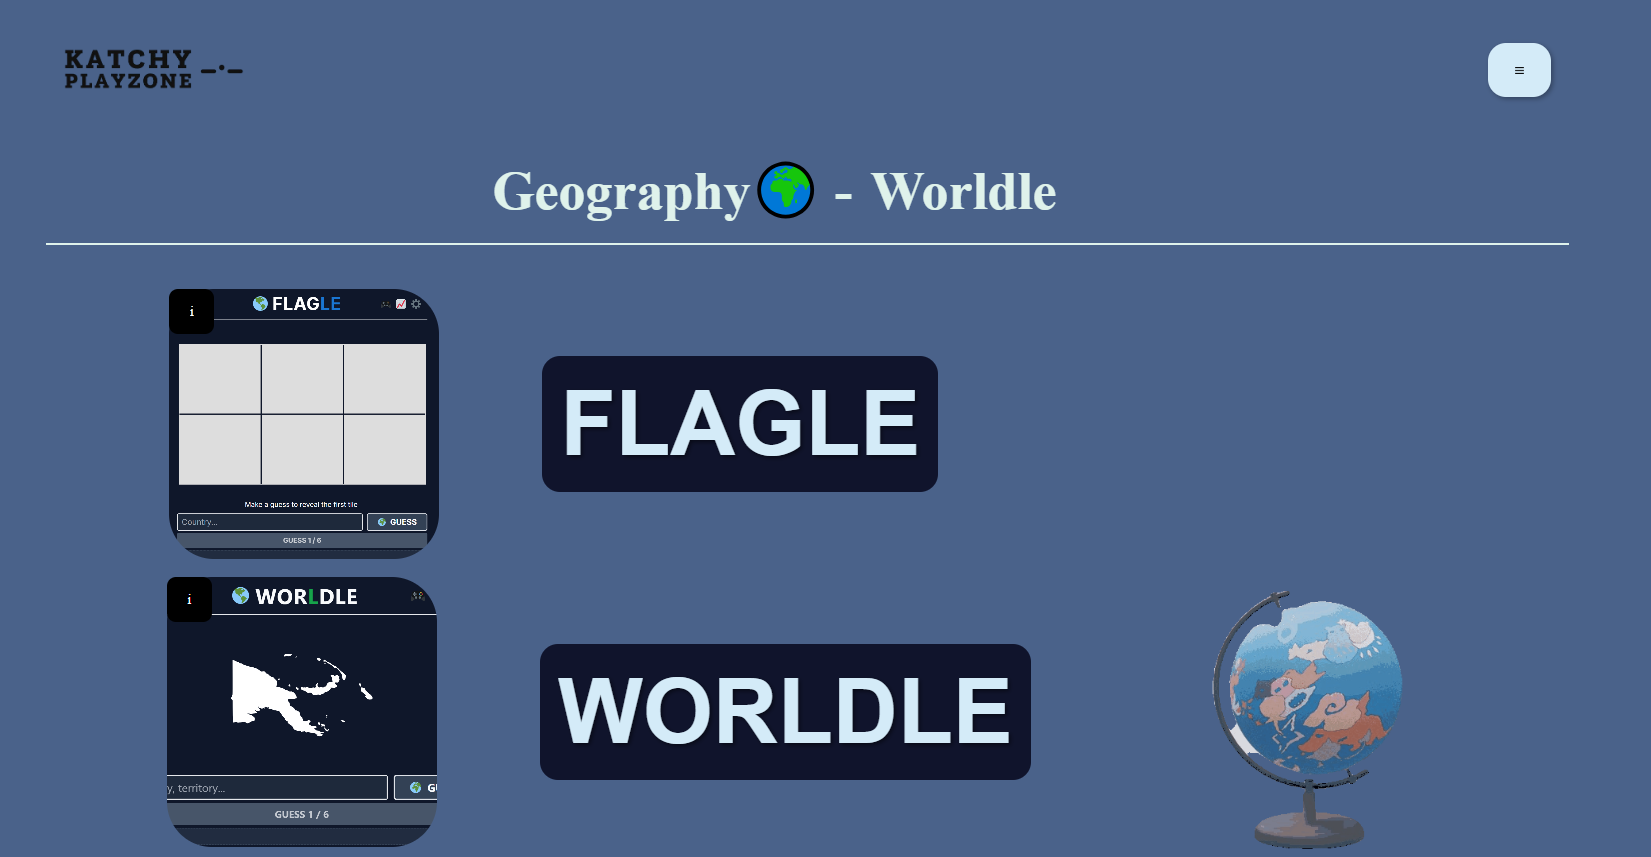 KATCHY
PLAYZONE
≡
Geography - Worldle
i
FLAGLE
Make a guess to reveal the first tile
Country...
GUESS
GUESS 1 / 6
FLAGLE
i
WORLDLE
y, territory...
GU
GUESS 1 / 6
WORLDLE